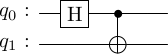 q₀ : H
q₁ :